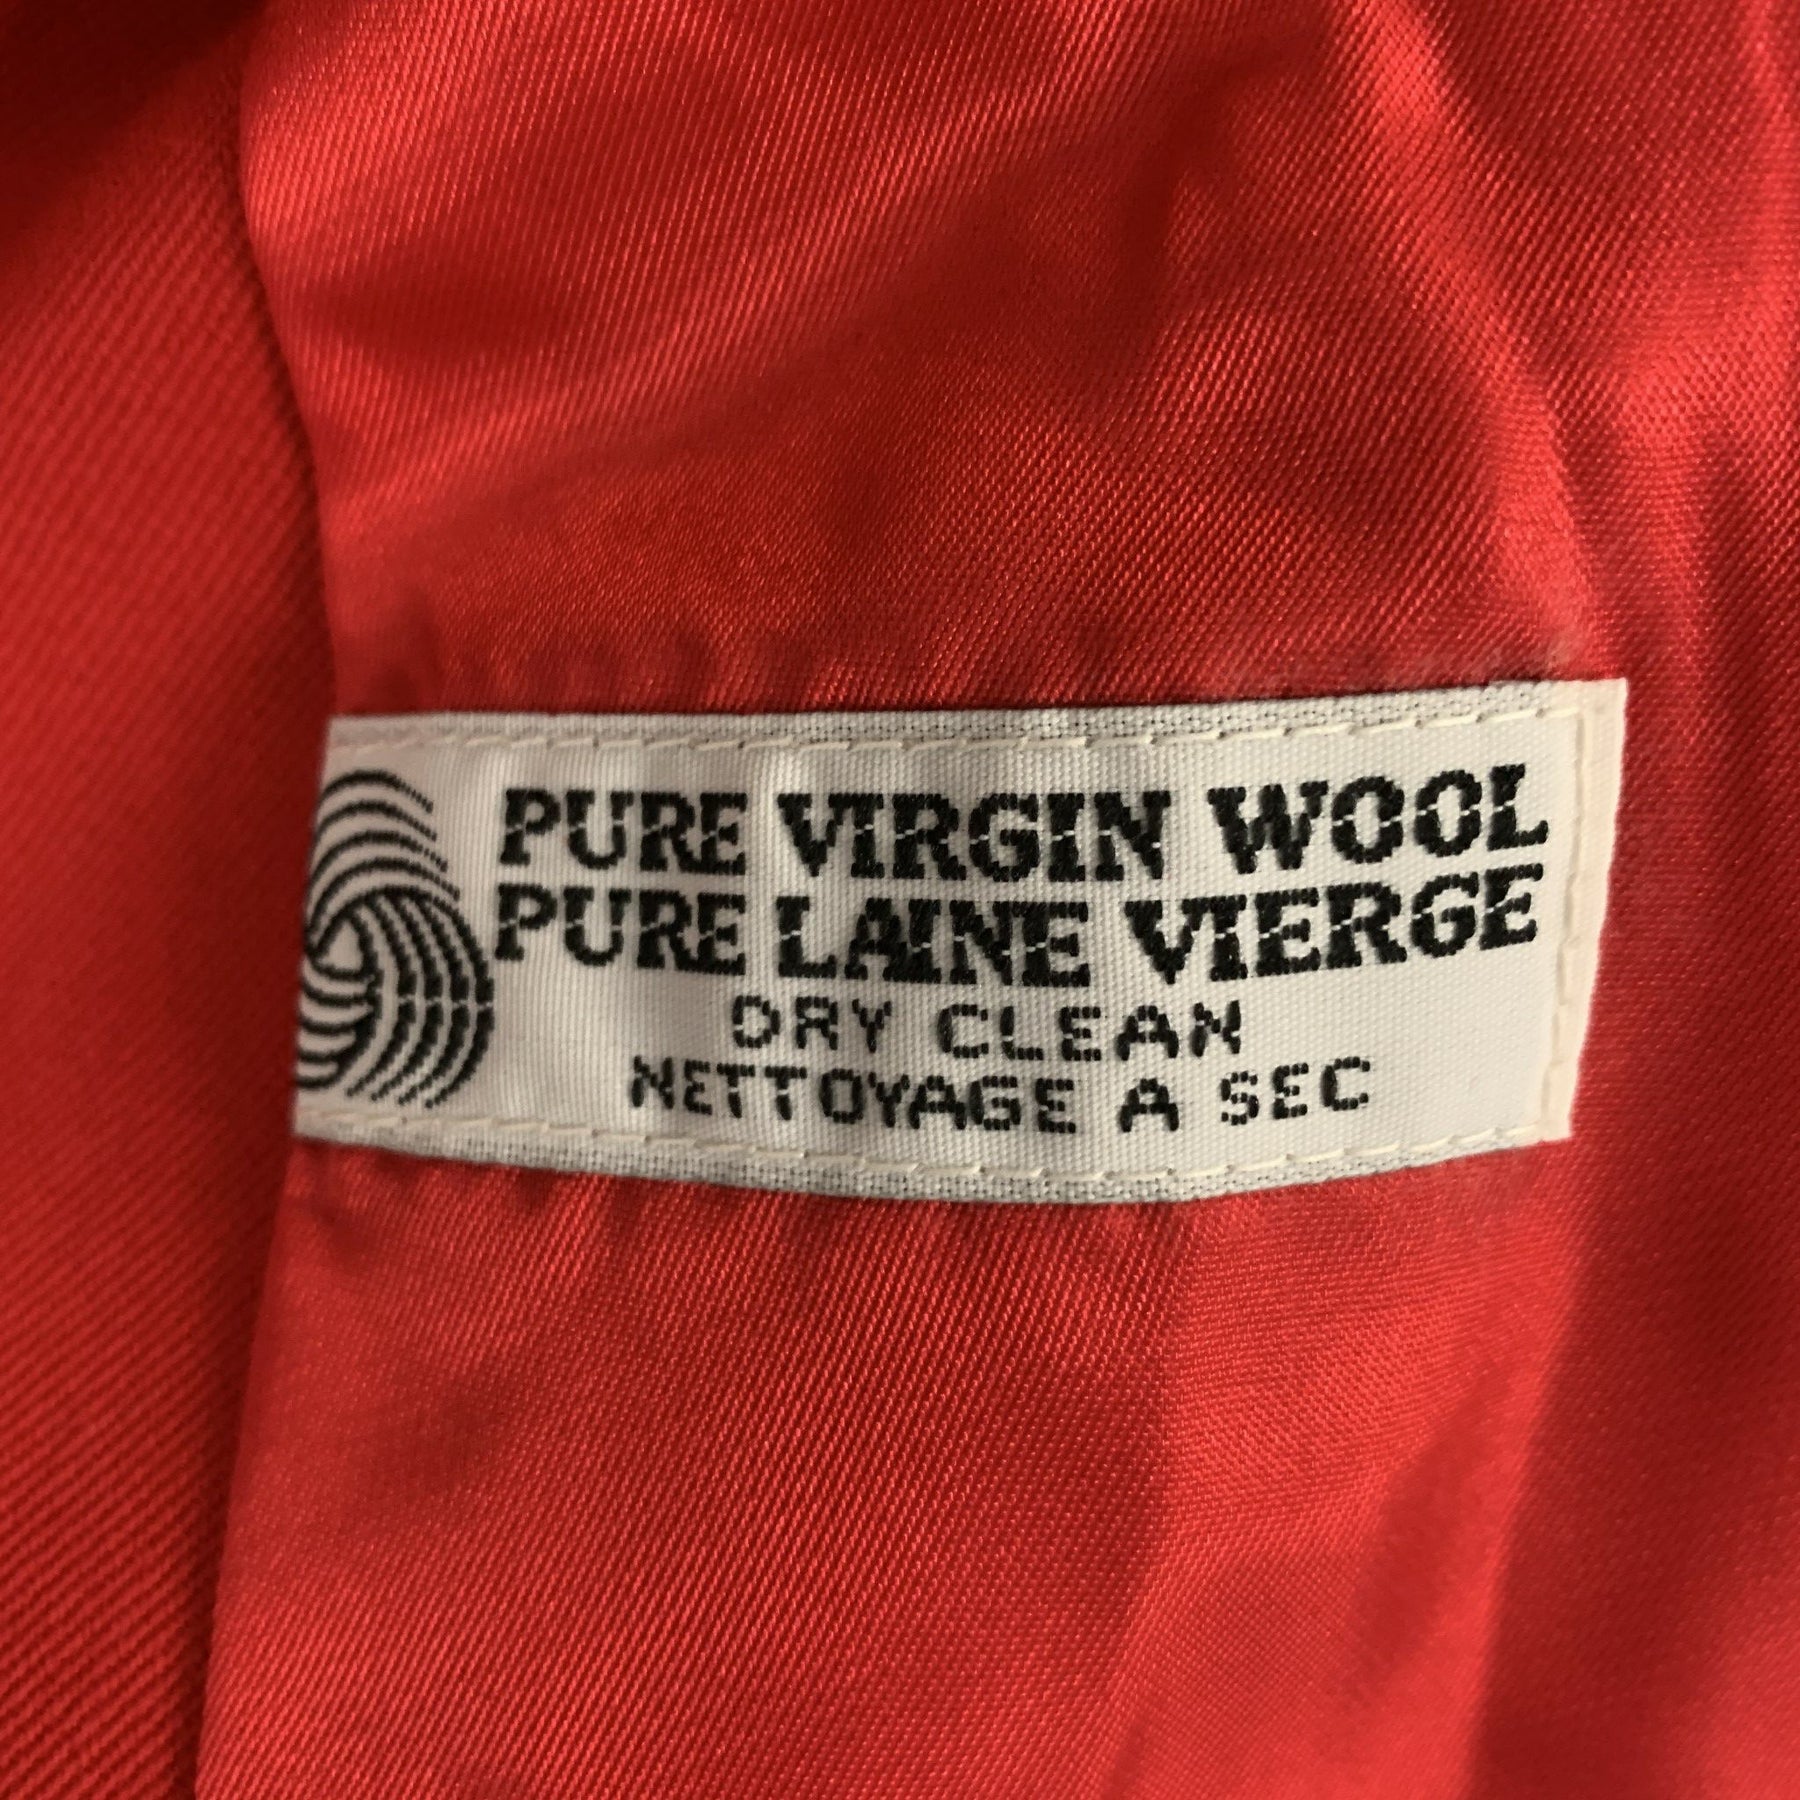 PURE VIRGIN WOOL
PURE LAINE VIERGE
DRY CLEAN
NETTOYAGE A SEC